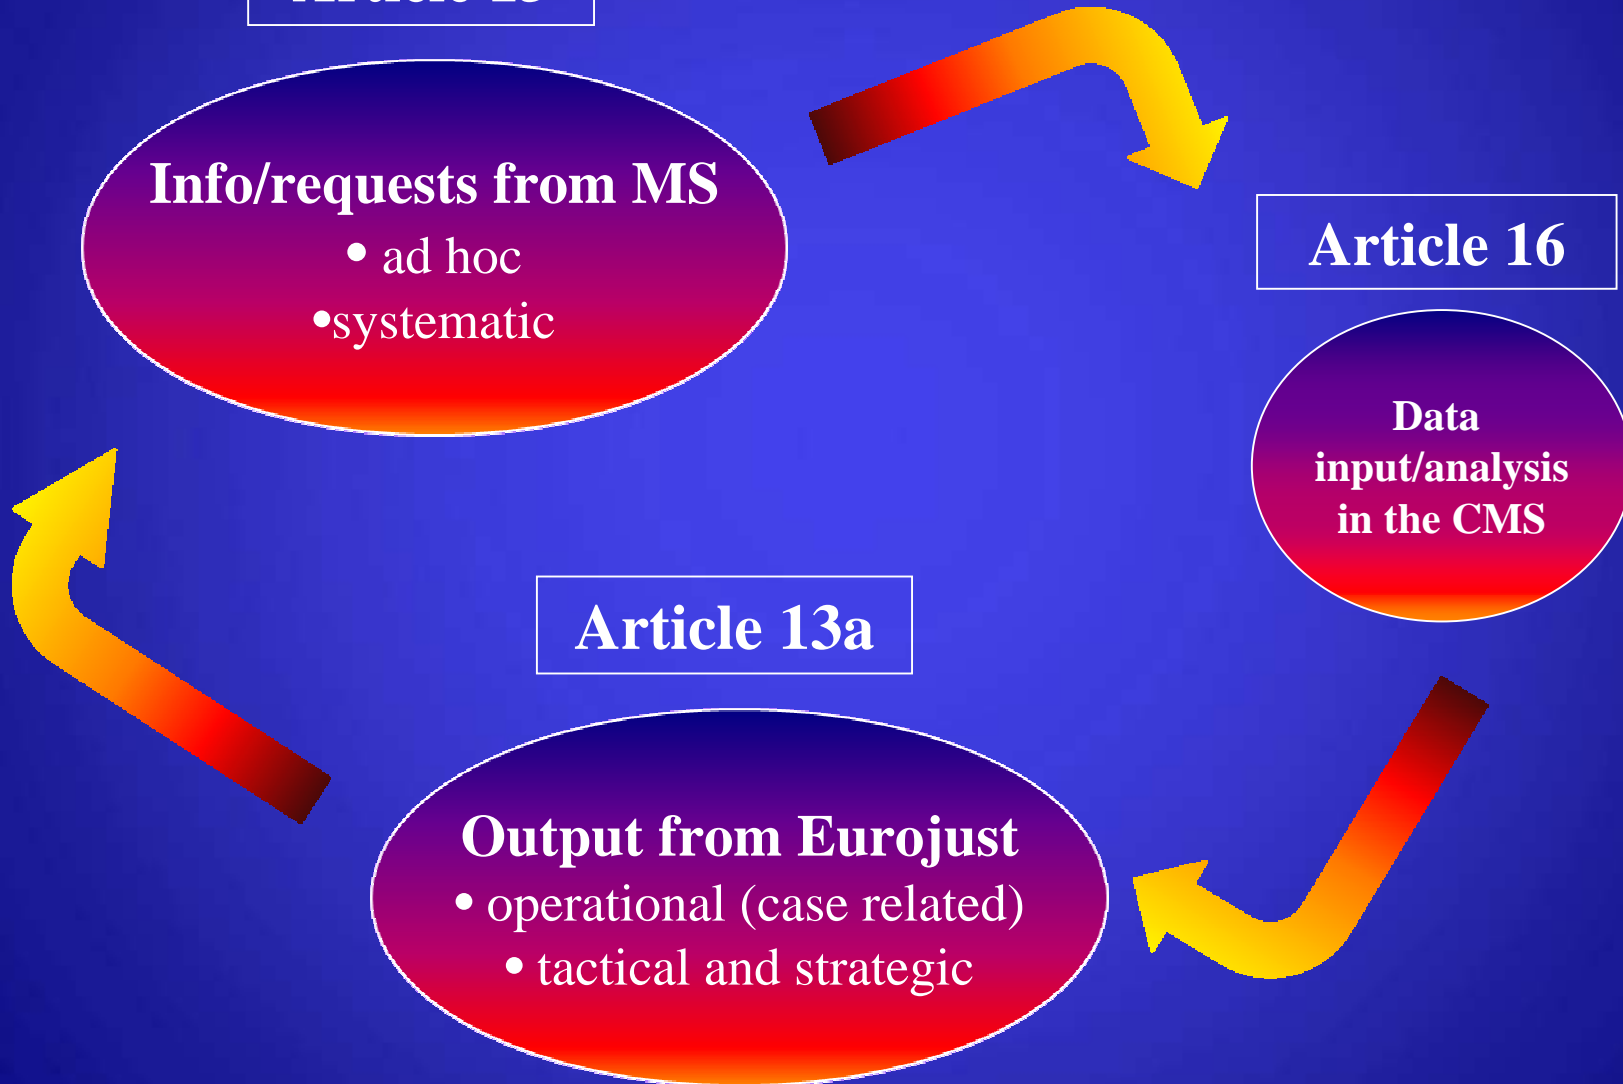 Info/requests from MS
• ad hoc
•systematic
Article 16
Data
input/analysis
in the CMS
Article 13a
Output from Eurojust
• operational (case related)
• tactical and strategic